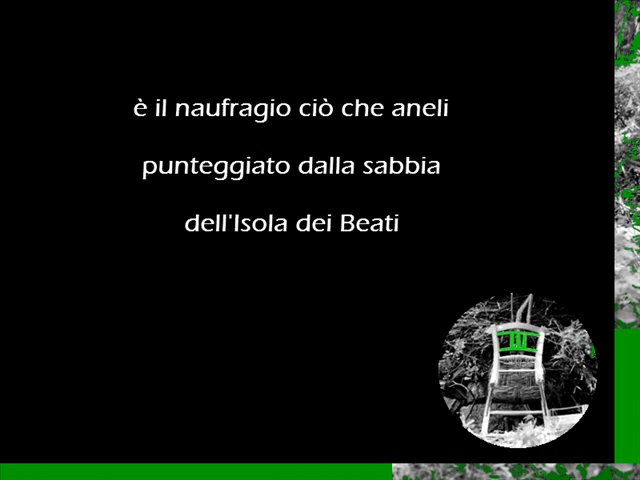 è il naufragio ciò che aneli
punteggiato dalla sabbia
dell'Isola dei Beati